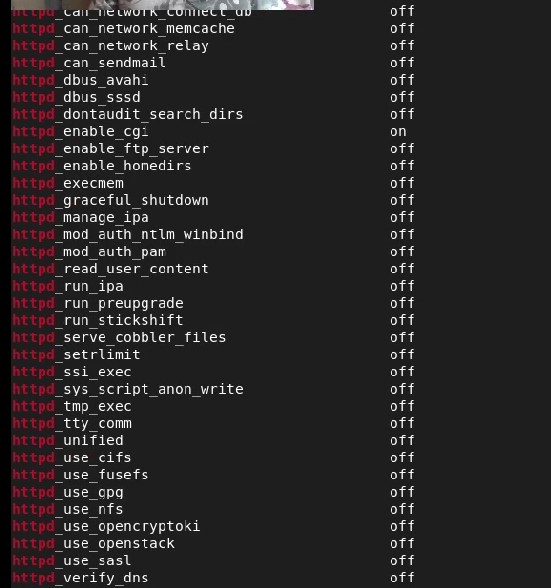 httpd_can_network_connect_db off
httpd_can_network_memcache off
httpd_can_network_relay off
httpd_can_sendmail off
httpd_dbus_avahi off
httpd_dbus_sssd off
httpd_dontaudit_search_dirs off
httpd_enable_cgi on
httpd_enable_ftp_server off
httpd_enable_homedirs off
httpd_execmem off
httpd_graceful_shutdown off
httpd_manage_ipa off
httpd_mod_auth_ntlm_winbind off
httpd_mod_auth_pam off
httpd_read_user_content off
httpd_run_ipa off
httpd_run_preupgrade off
httpd_run_stickshift off
httpd_serve_cobbler_files off
httpd_setrlimit off
httpd_ssi_exec off
httpd_sys_script_anon_write off
httpd_tmp_exec off
httpd_tty_comm off
httpd_unified off
httpd_use_cifs off
httpd_use_fusefs off
httpd_use_gpg off
httpd_use_nfs off
httpd_use_opencryptoki off
httpd_use_openstack off
httpd_use_sasl off
httpd_verify_dns off